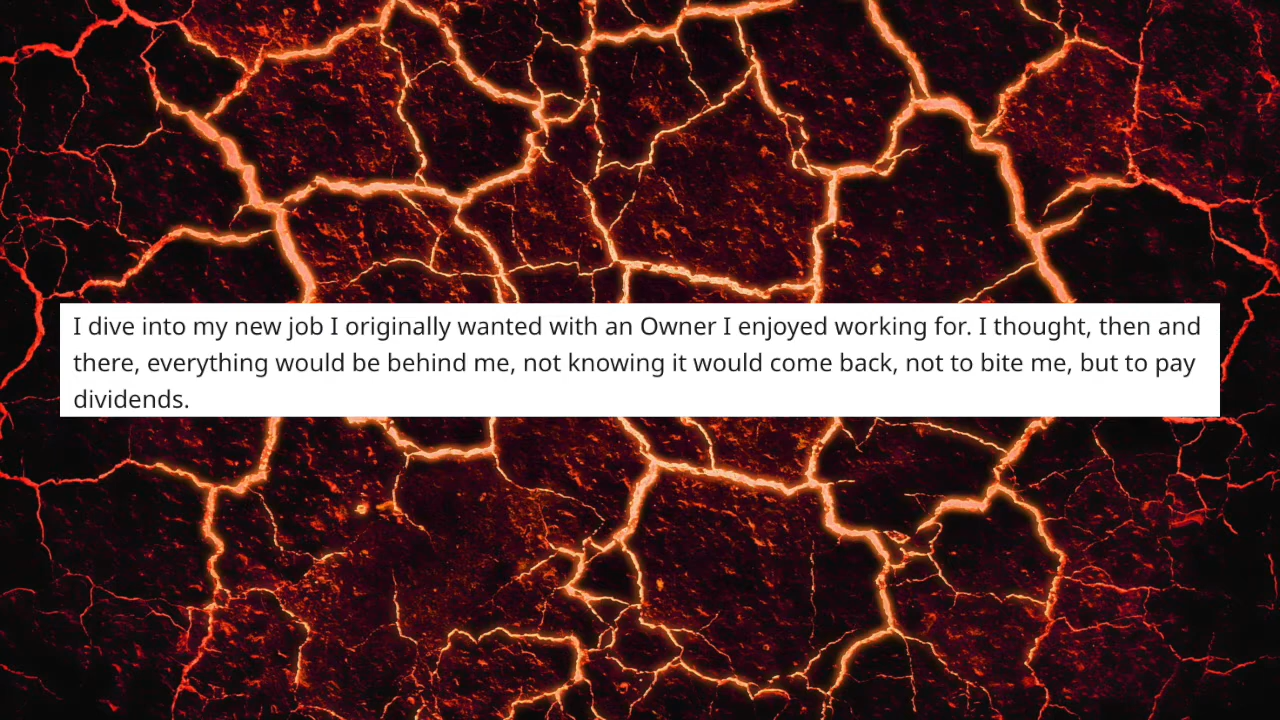 I dive into my new job I originally wanted with an Owner I enjoyed working for. I thought, then and
there, everything would be behind me, not knowing it would come back, not to bite me, but to pay
dividends.